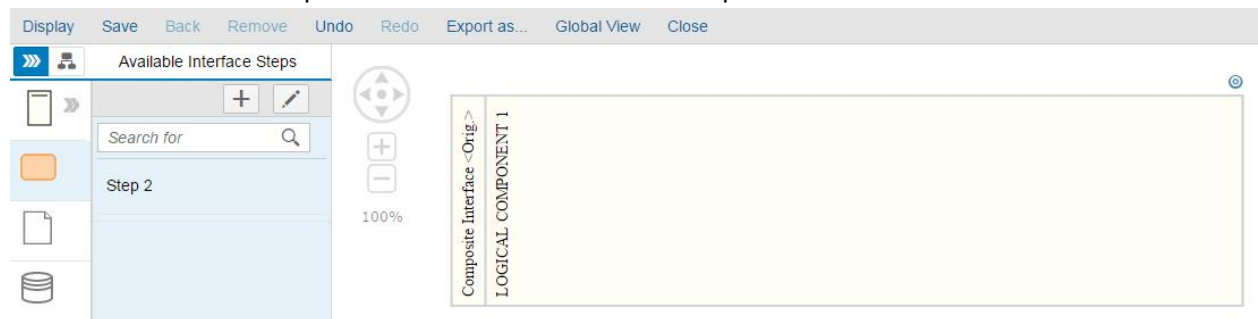 Display Save Back Remove Undo Redo Export as... Global View Close
Available Interface Steps
Search for
Step 2
100%
Composite Interface <Orig.>
LOGICAL COMPONENT 1